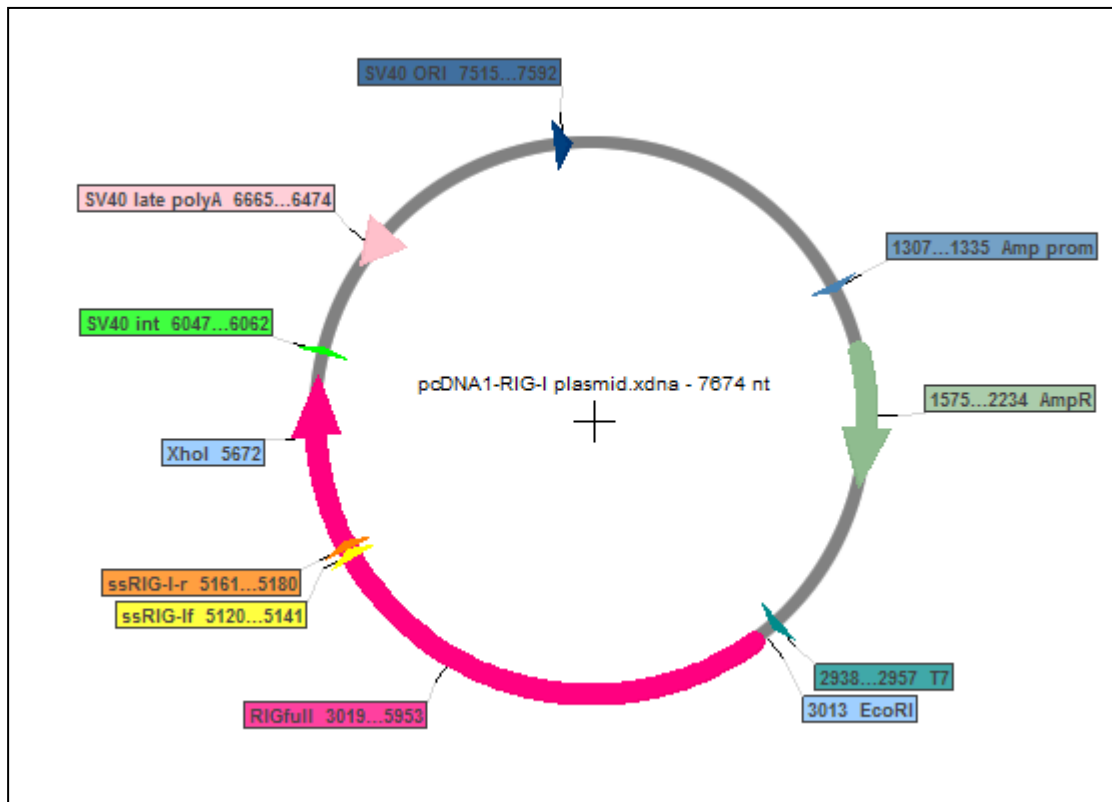 SV40 ORI 7515...7592
SV40 late polyA 6665...6474
1307...1335 Amp prom
SV40 int 6047...6062
pcDNA1-RIG-I plasmid.xdna - 7674 nt
1575...2234 AmpR
XhoI 5672
ssRIG-I-r 5161...5180
ssRIG-If 5120...5141
2938...2957 T7
3013 EcoRI
RIGfull 3019...5953